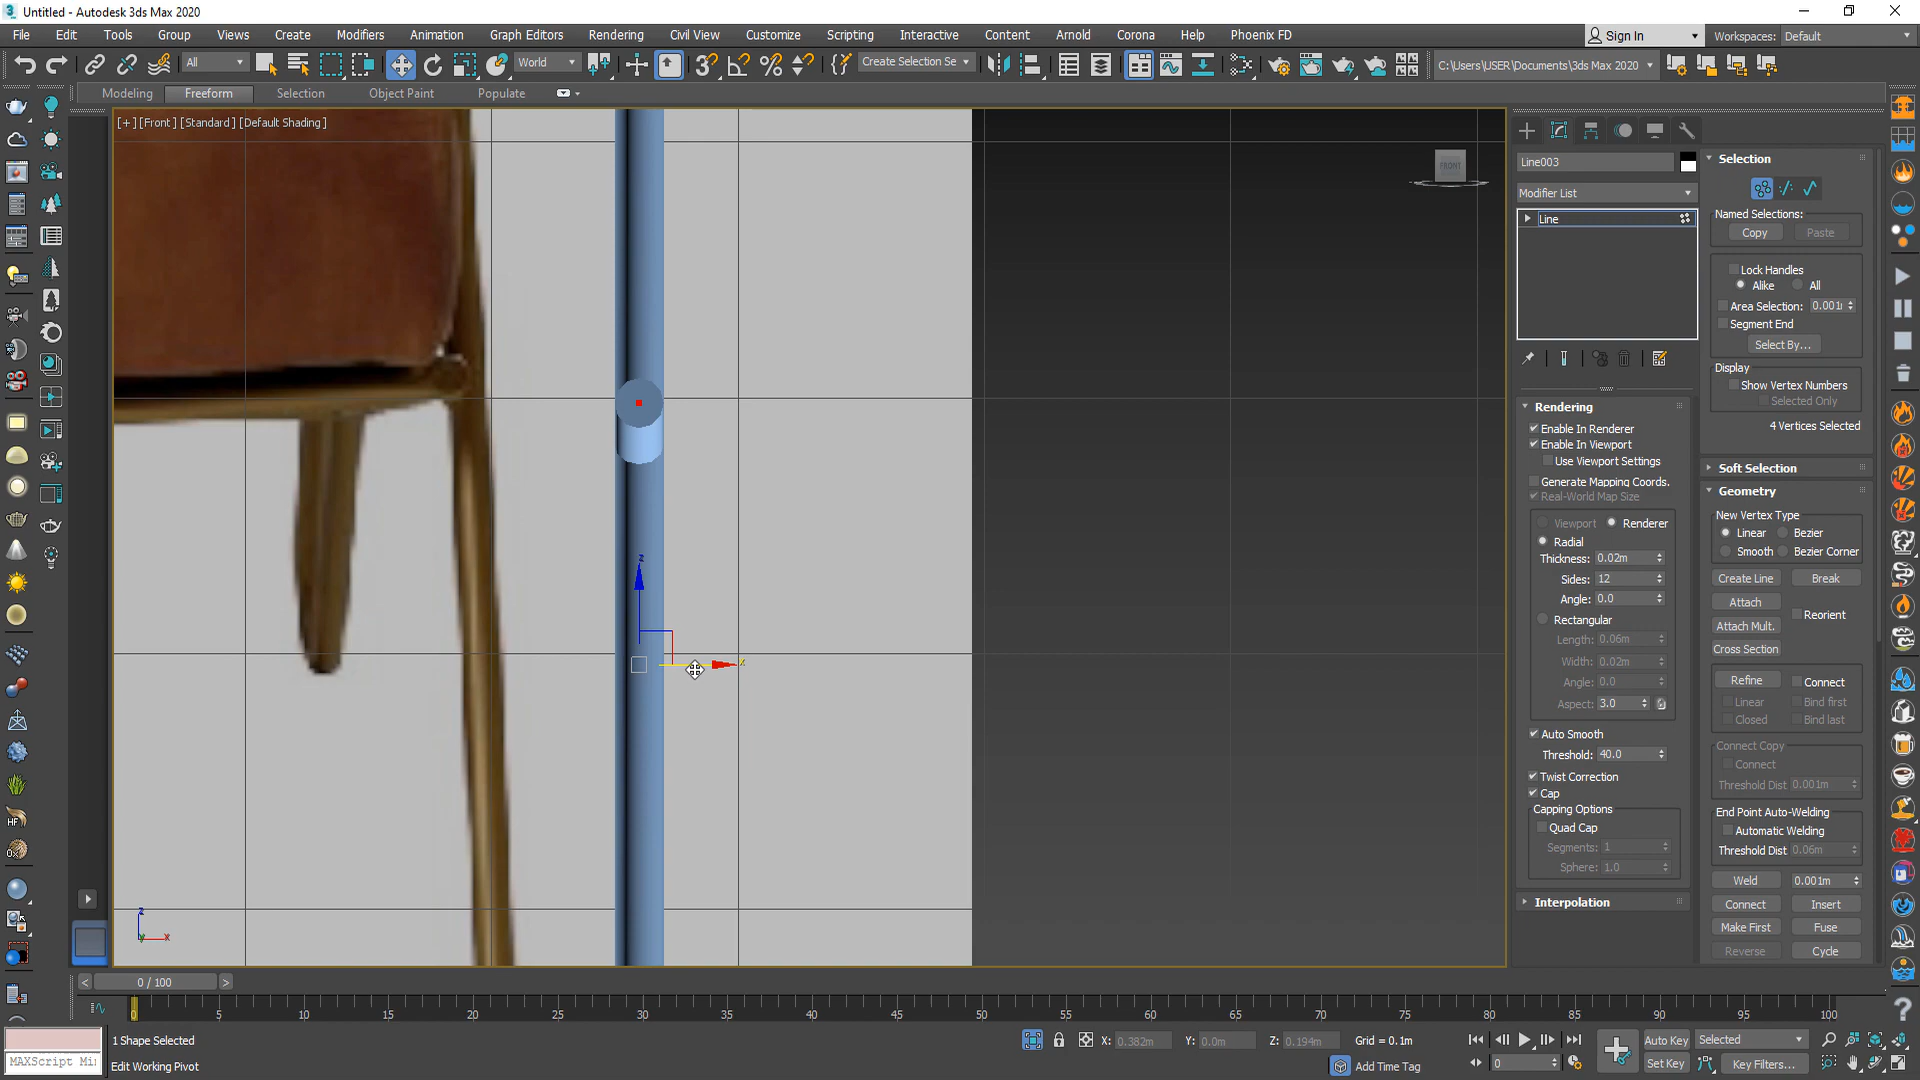 Untitled - Autodesk 3ds Max 2020
File Edit Tools Group Views Create Modifiers Animation Graph Editors Rendering Civil View Customize Scripting Interactive Content Arnold Corona Help Phoenix FD Sign In Workspaces: Default
All World Create Selection Se C:\Users\USER\Documents\3ds Max 2020
Modeling Freeform Selection Object Paint Populate
[+] [Front] [Standard] [Default Shading]
FRONT
z
x
z
y x
HF
Line003
Modifier List
Line
Rendering
Enable In Renderer
Enable In Viewport
Use Viewport Settings
Generate Mapping Coords.
Real-World Map Size
Viewport Renderer
Radial
Thickness: 0.02m
Sides: 12
Angle: 0.0
Rectangular
Length: 0.06m
Width: 0.02m
Angle: 0.0
Aspect: 3.0
Auto Smooth
Threshold: 40.0
Twist Correction
Cap
Capping Options
Quad Cap
Segments: 1
Sphere: 1.0
Interpolation
Selection
Named Selections:
Copy Paste
Lock Handles
Alike All
Area Selection: 0.001
Segment End
Select By...
Display
Show Vertex Numbers
Selected Only
4 Vertices Selected
Soft Selection
Geometry
New Vertex Type
Linear Bezier
Smooth Bezier Corner
Create Line Break
Attach
Reorient
Attach Mult.
Cross Section
Refine Connect
Linear Bind first
Closed Bind last
Connect Copy
Connect
Threshold Dist 0.001m
End Point Auto-Welding
Automatic Welding
Threshold Dist 0.06m
Weld 0.001m
Connect Insert
Make First Fuse
Reverse Cycle
< 0 / 100 >
0 5 10 15 20 25 30 35 40 45 50 55 60 65 70 75 80 85 90 95 100
1 Shape Selected X: 0.382m Y: 0.0m Z: 0.194m Grid = 0.1m Auto Key Selected
MAXScript Mi Edit Working Pivot Add Time Tag 0 Set Key Key Filters...